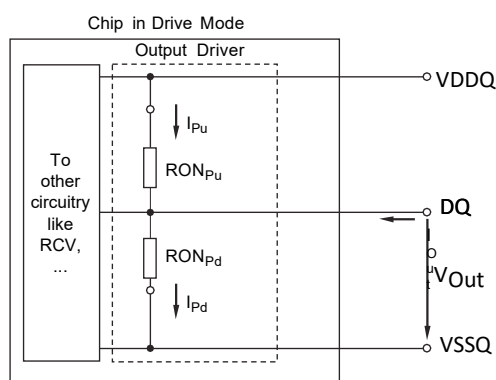 Chip in Drive Mode
Output Driver
VDDQ
IPu
To
other
circuitry
like
RCV,
...
RONPu
DQ
IOut
RONPd
VOut
IPd
VSSQ